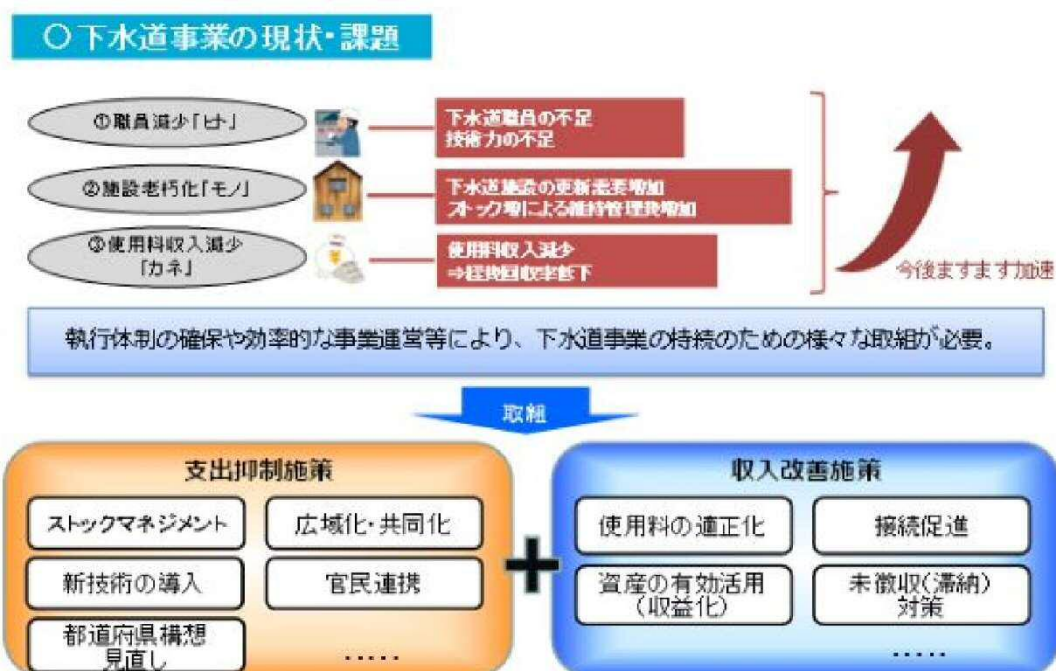 〇下水道事業の現状・課題
①職員減少「ヒト」
下水道職員の不足
技術力の不足
②施設老朽化「モノ」
下水道施設の更新需要増加
ストック増による維持管理費増加
③使用料収入減少
「カネ」
使用料収入減少
⇒経費回収率低下
今後ますます加速
執行体制の確保や効率的な事業運営等により、下水道事業の持続のための様々な取組が必要。
取組
支出抑制施策
ストックマネジメント
広域化・共同化
新技術の導入
官民連携
都道府県構想
見直し
・・・・・
+
収入改善施策
使用料の適正化
接続促進
資産の有効活用
(収益化)
未徴収(滞納)
対策
・・・・・